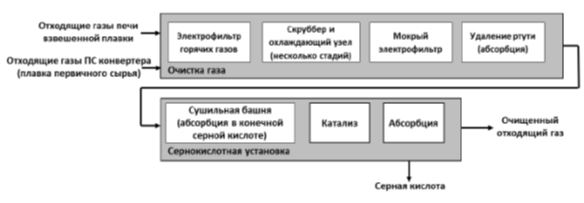 Отходящие газы печи
взвешенной плавки
Отходящие газы ПС конвертера
(плавка первичного сырья)
Электрофильтр
горячих газов
Скруббер и
охлаждающий узел
(несколько стадий)
Мокрый
электрофильтр
Удаление ртути
(абсорбция)
Очистка газа
Сушильная башня
(абсорбция в конечной
серной кислоте)
Катализ
Абсорбция
Сернокислотная установка
Очищенный
отходящий газ
Серная кислота